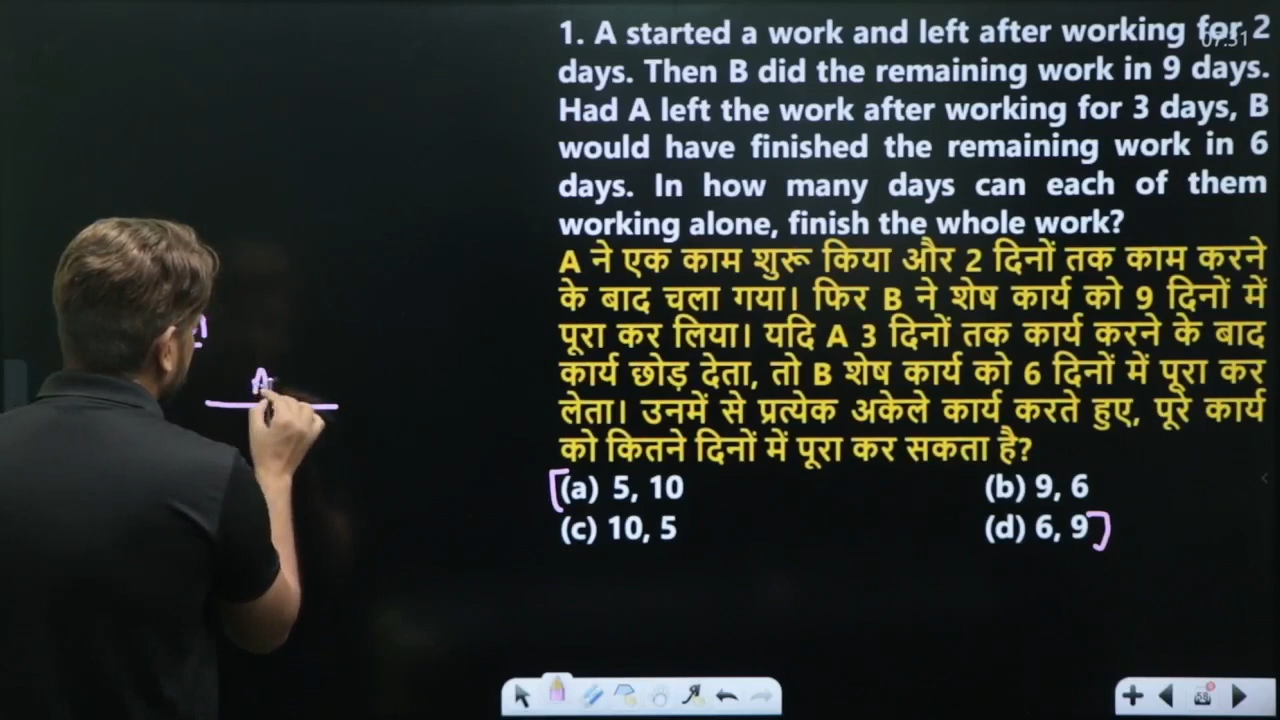 1. A started a work and left after working for 2
days. Then B did the remaining work in 9 days.
Had A left the work after working for 3 days, B
would have finished the remaining work in 6
days. In how many days can each of them
working alone, finish the whole work?
A ने एक काम शुरू किया और 2 दिनों तक काम करने
के बाद चला गया। फिर B ने शेष कार्य को 9 दिनों में
पूरा कर लिया। यदि A 3 दिनों तक कार्य करने के बाद
कार्य छोड़ देता, तो B शेष कार्य को 6 दिनों में पूरा कर
लेता। उनमें से प्रत्येक अकेले कार्य करते हुए, पूरे कार्य
को कितने दिनों में पूरा कर सकता है?
(a) 5, 10 (b) 9, 6
(c) 10, 5 (d) 6, 9
A
58